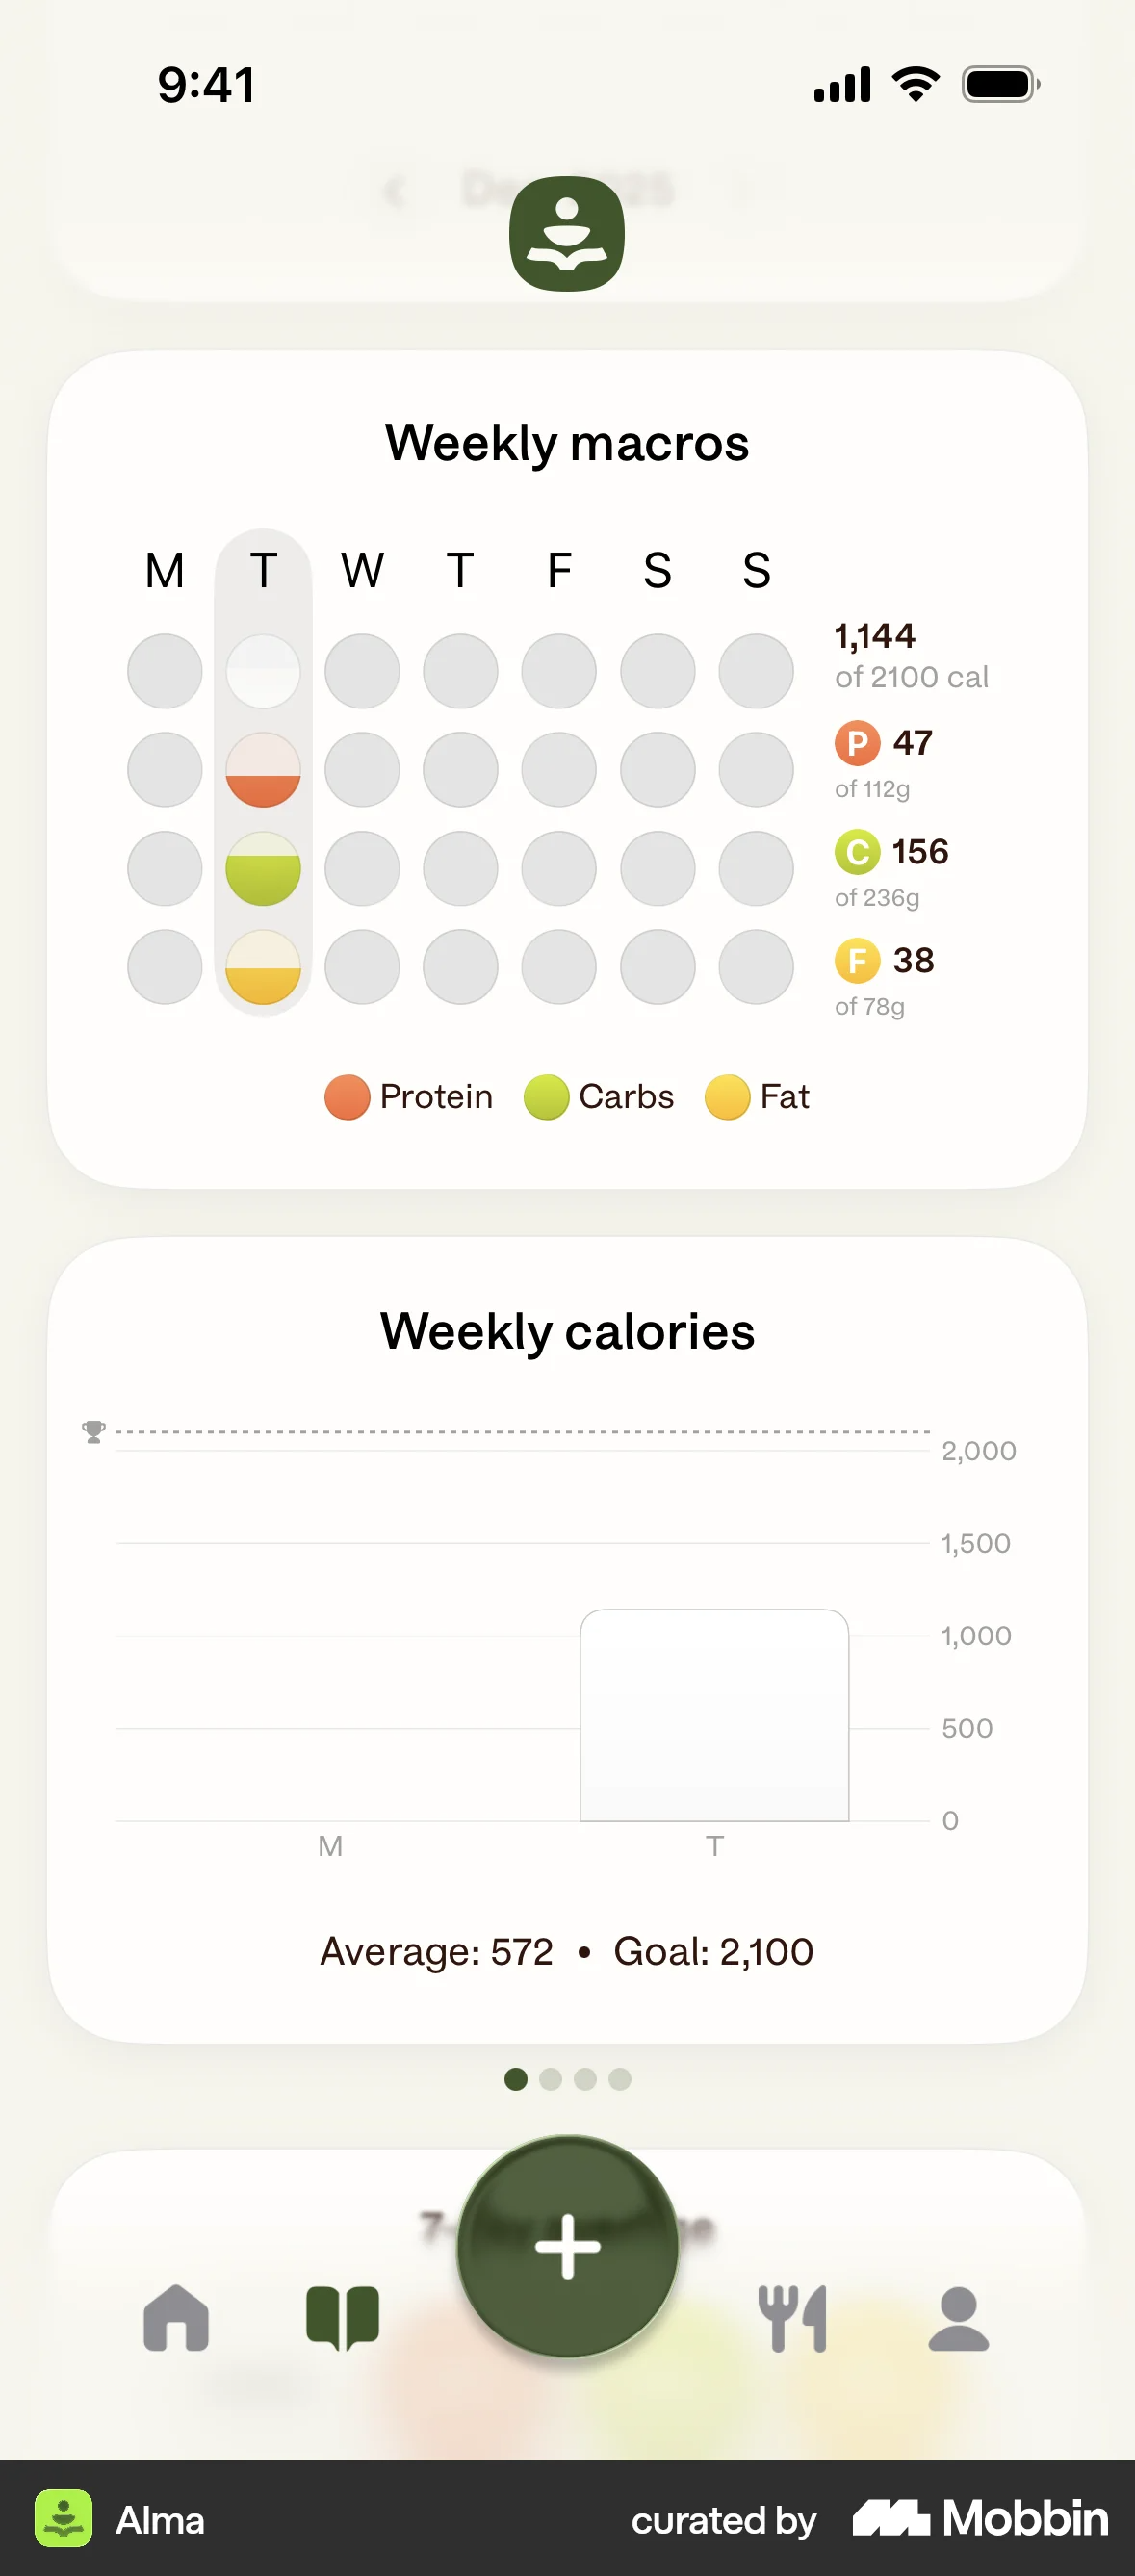 9:41
Weekly macros
M T W T F S S
1,144
of 2100 cal
P 47
of 112g
C 156
of 236g
F 38
of 78g
Protein Carbs Fat
Weekly calories
2,000
1,500
1,000
500
0
M T
Average: 572 • Goal: 2,100
Alma curated by Mobbin